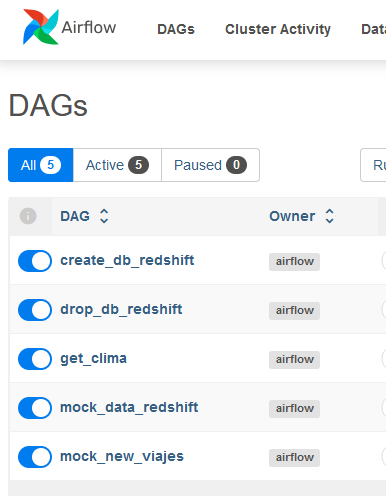 Airflow DAGs Cluster Activity Data
DAGs
All 5 Active 5 Paused 0 Ru
i DAG Owner
create_db_redshift airflow
drop_db_redshift airflow
get_clima airflow
mock_data_redshift airflow
mock_new_viajes airflow